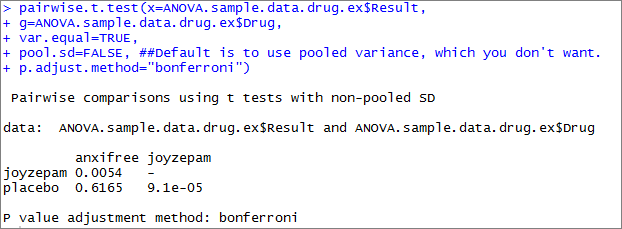 > pairwise.t.test(x=ANOVA.sample.data.drug.ex$Result,
+ g=ANOVA.sample.data.drug.ex$Drug,
+ var.equal=TRUE,
+ pool.sd=FALSE, ##Default is to use pooled variance, which you don't want.
+ p.adjust.method="bonferroni")
Pairwise comparisons using t tests with non-pooled SD
data:  ANOVA.sample.data.drug.ex$Result and ANOVA.sample.data.drug.ex$Drug
         anxifree joyzepam
joyzepam 0.0054   -
placebo  0.6165   9.1e-05
P value adjustment method: bonferroni